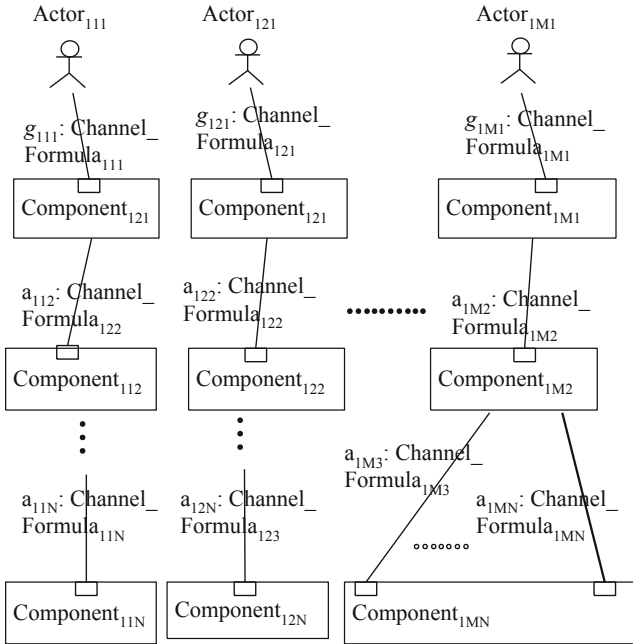 Actor₁₁₁ Actor₁₂₁ Actor₁M₁
g₁₁₁: Channel_ g₁₂₁: Channel_ g₁M₁: Channel_
Formula₁₁₁ Formula₁₂₁ Formula₁M₁
Component₁₂₁ Component₁₂₁ Component₁M₁
a₁₁₂: Channel_ a₁₂₂: Channel_ a₁M₂: Channel_
Formula₁₂₂ Formula₁₂₂ Formula₁M₂
Component₁₁₂ Component₁₂₂ Component₁M₂
a₁M₃: Channel_
Formula₁M₃
a₁₁N: Channel_ a₁₂N: Channel_ a₁MN: Channel_
Formula₁₁N Formula₁₂₃ Formula₁MN
Component₁₁N Component₁₂N Component₁MN